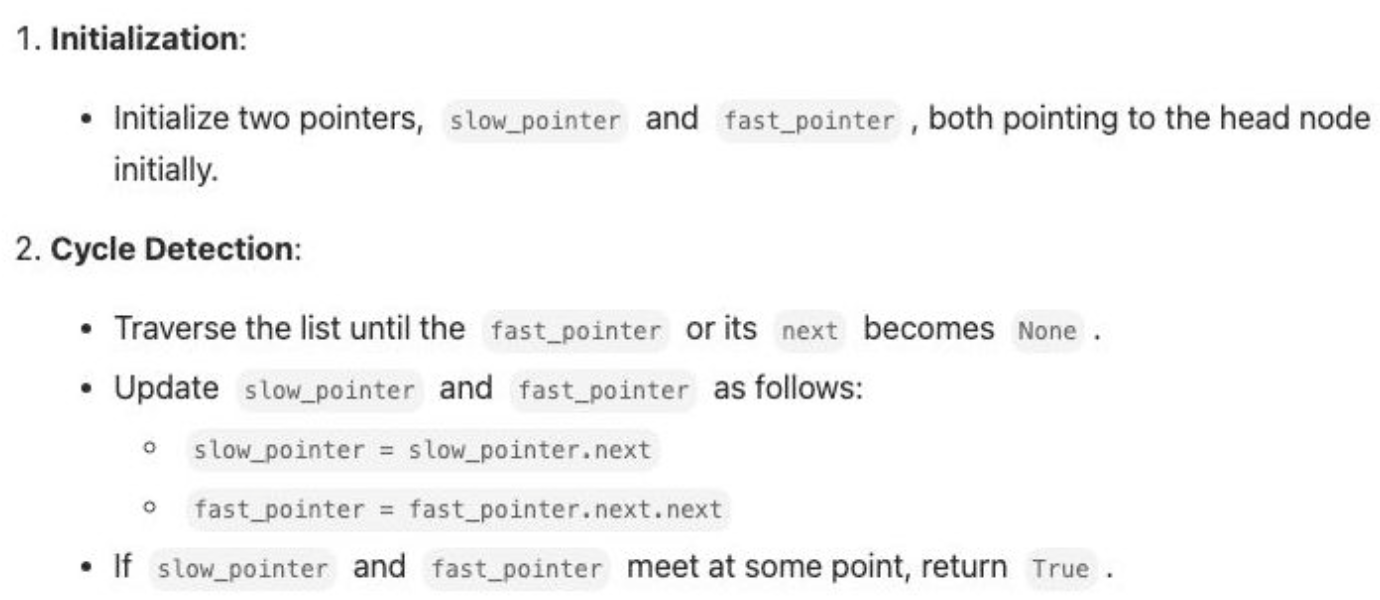 1. Initialization:
• Initialize two pointers, slow_pointer and fast_pointer , both pointing to the head node
initially.
2. Cycle Detection:
• Traverse the list until the fast_pointer or its next becomes None .
• Update slow_pointer and fast_pointer as follows:
◦ slow_pointer = slow_pointer.next
◦ fast_pointer = fast_pointer.next.next
• If slow_pointer and fast_pointer meet at some point, return True .